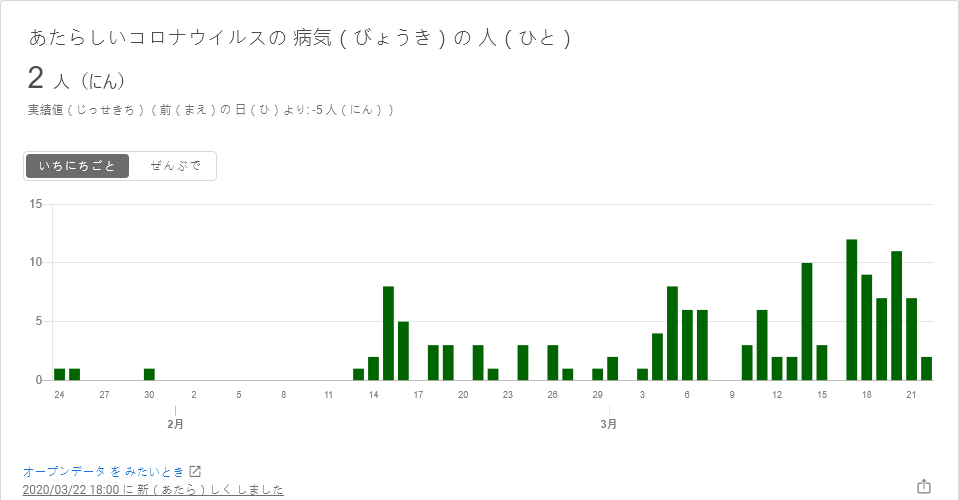 あたらしいコロナウイルスの 病気 ( びょうき ) の 人 ( ひと )
2 人 （にん）
実績値 ( じっせきち ) ( 前 ( まえ ) の 日 ( ひ ) より: -5 人 ( にん ) )
いちにちごと ぜんぶで
15
10
5
0
24 27 30 2 5 8 11 14 17 20 23 26 29 3 6 9 12 15 18 21
2月 3月
オープンデータ を みたいとき
2020/03/22 18:00 に 新 ( あたら ) しく しました